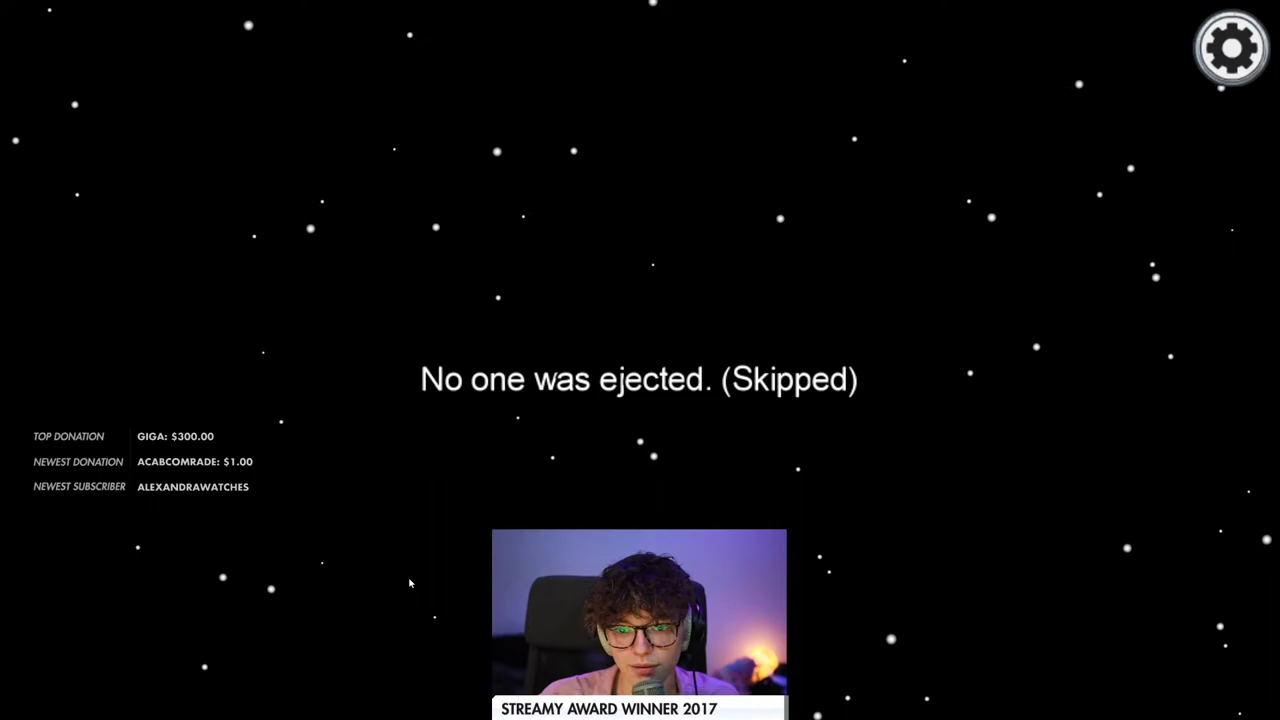 No one was ejected. (Skipped)
TOP DONATION GIGA: $300.00
NEWEST DONATION ACABCOMRADE: $1.00
NEWEST SUBSCRIBER ALEXANDRAWATCHES
STREAMY AWARD WINNER 2017